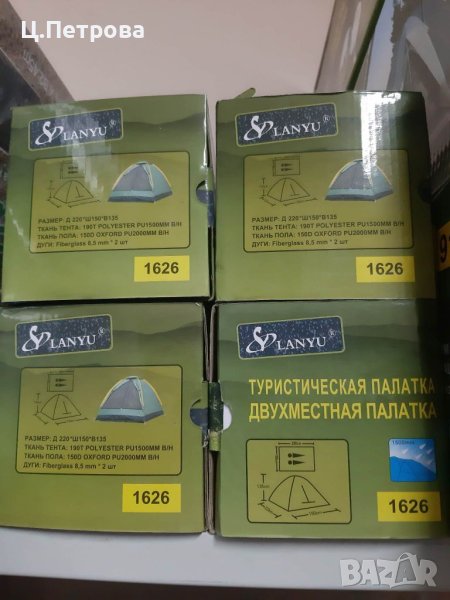 Ц.Петрова
LANYU®
РАЗМЕР: Д 220*Ш150*В135
ТКАНЬ ТЕНТА: 190T POLYESTER PU1500MM B/H
ТКАНЬ ПОЛА: 150D OXFORD PU2000MM B/H
ДУГИ: Fiberglass 8,5 mm * 2 шт
1626
LANYU®
РАЗМЕР: Д 220*Ш150*В135
ТКАНЬ ТЕНТА: 190T POLYESTER PU1500MM B/H
ТКАНЬ ПОЛА: 150D OXFORD PU2000MM B/H
ДУГИ: Fiberglass 8,5 mm * 2 шт
1626
LANYU®
РАЗМЕР: Д 220*Ш150*В135
ТКАНЬ ТЕНТА: 190T POLYESTER PU1500MM B/H
ТКАНЬ ПОЛА: 150D OXFORD PU2000MM B/H
ДУГИ: Fiberglass 8,5 mm * 2 шт
1626
LANYU®
ТУРИСТИЧЕСКАЯ ПАЛАТКА
ДВУХМЕСТНАЯ ПАЛАТКА
1500mm
1626
BAZAR